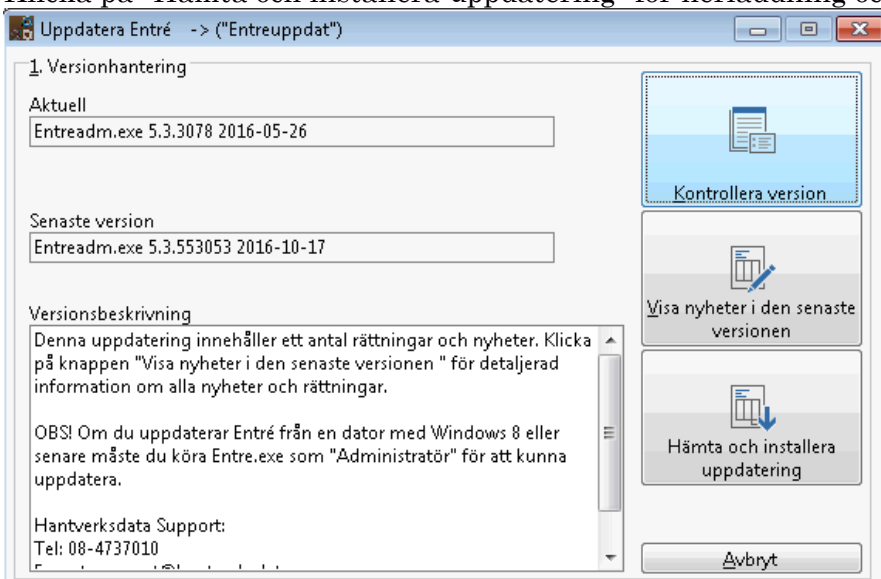 Uppdatera Entré -> ("Entreuppdat")
1. Versionhantering
Aktuell
Entreadm.exe 5.3.3078 2016-05-26
Senaste version
Entreadm.exe 5.3.553053 2016-10-17
Versionsbeskrivning
Denna uppdatering innehåller ett antal rättningar och nyheter. Klicka
på knappen "Visa nyheter i den senaste versionen " för detaljerad
information om alla nyheter och rättningar.
OBS! Om du uppdaterar Entré från en dator med Windows 8 eller
senare måste du köra Entre.exe som "Administratör" för att kunna
uppdatera.
Hantverksdata Support:
Tel: 08-4737010
Kontrollera version
Visa nyheter i den senaste
versionen
Hämta och installera
uppdatering
Avbryt